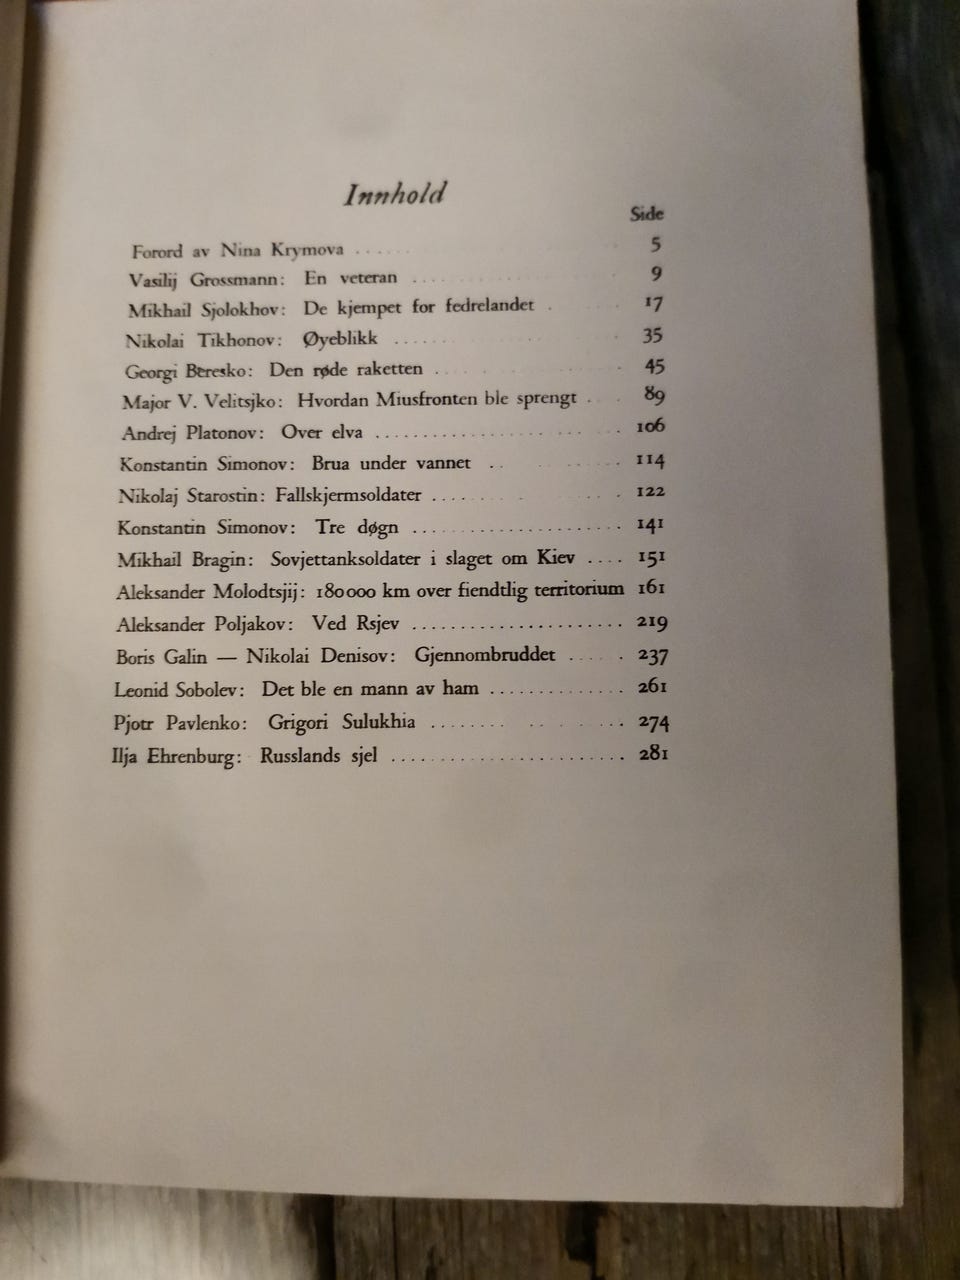 Innhold
Side
Forord av Nina Krymova ..... 5
Vasilij Grossmann: En veteran ..... 9
Mikhail Sjolokhov: De kjempet for fedrelandet . 17
Nikolai Tikhonov: Øyeblikk ..... 35
Georgi Beresko: Den røde raketten ..... 45
Major V. Velitsjko: Hvordan Miusfronten ble sprengt . . 89
Andrej Platonov: Over elva ..................... 106
Konstantin Simonov: Brua under vannet ..... 114
Nikolaj Starostin: Fallskjermsoldater ........ 122
Konstantin Simonov: Tre døgn .................... 141
Mikhail Bragin: Sovjettanksoldater i slaget om Kiev .... 151
Aleksander Molodtsjij: 180000 km over fiendtlig territorium 161
Aleksander Poljakov: Ved Rsjev .................... 219
Boris Galin — Nikolai Denisov: Gjennombruddet ..... 237
Leonid Sobolev: Det ble en mann av ham ............ 261
Pjotr Pavlenko: Grigori Sulukhia ............ 274
Ilja Ehrenburg: Russlands sjel ...................... 281